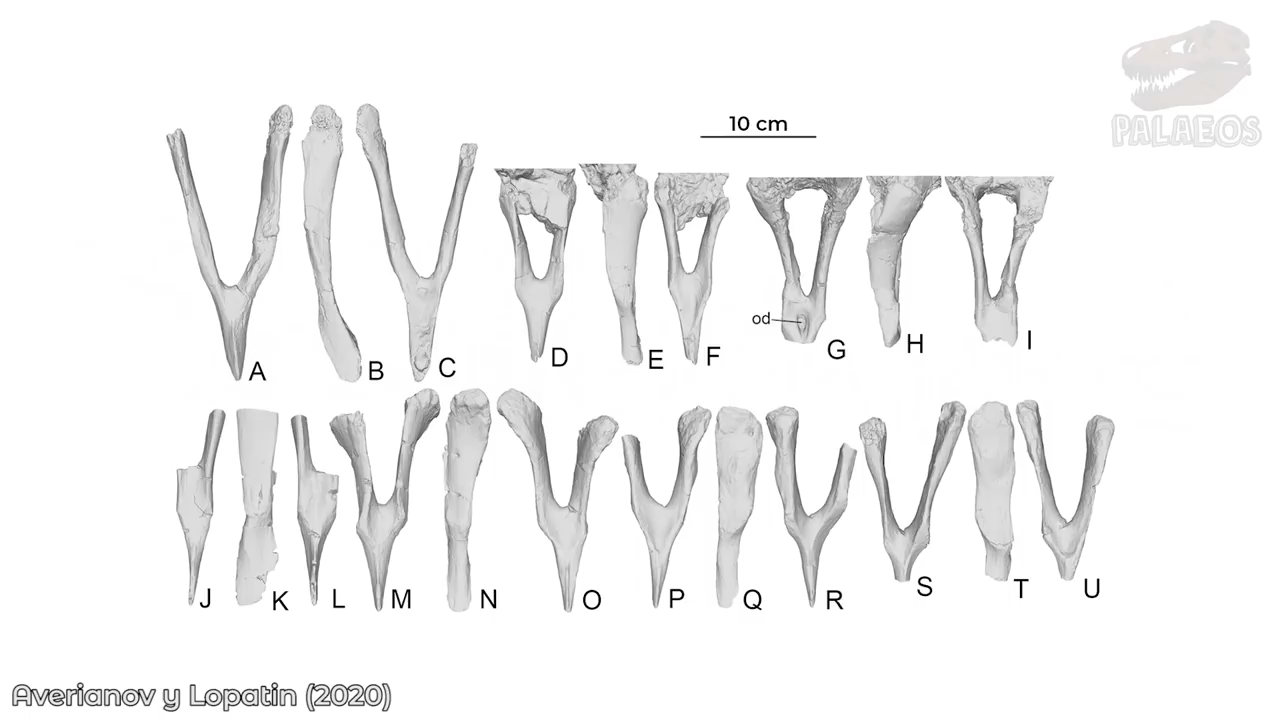 PALAEOS
10 cm
od
A B C D E F G H I
J K L M N O P Q R S T U
Averianov y Lopatin (2020)